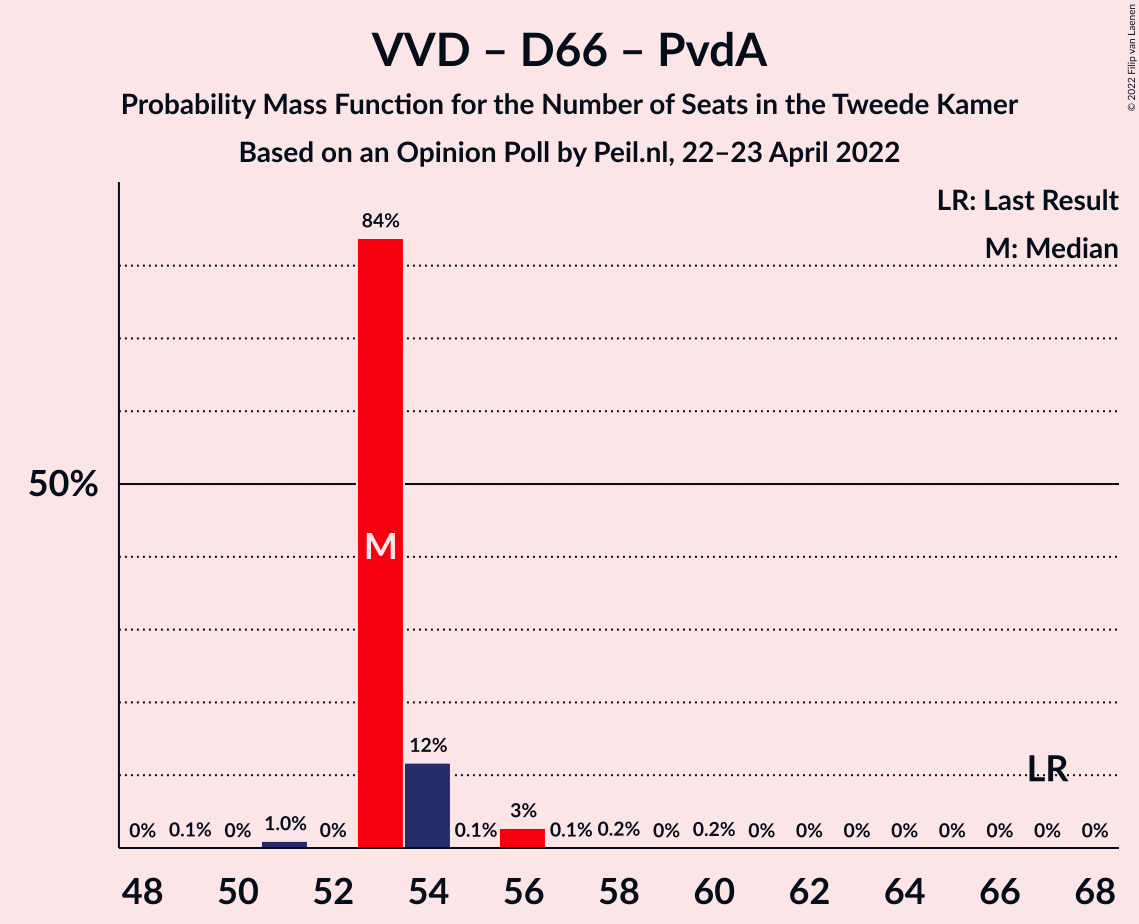 VVD – D66 – PvdA
Probability Mass Function for the Number of Seats in the Tweede Kamer
Based on an Opinion Poll by Peil.nl, 22–23 April 2022
© 2022 Filip van Laenen
LR: Last Result
M: Median
84%
50%
M
12%
LR
0% 0.1% 0% 1.0% 0% 0.1% 3% 0.1% 0.2% 0% 0.2% 0% 0% 0% 0% 0% 0% 0% 0%
48 50 52 54 56 58 60 62 64 66 68